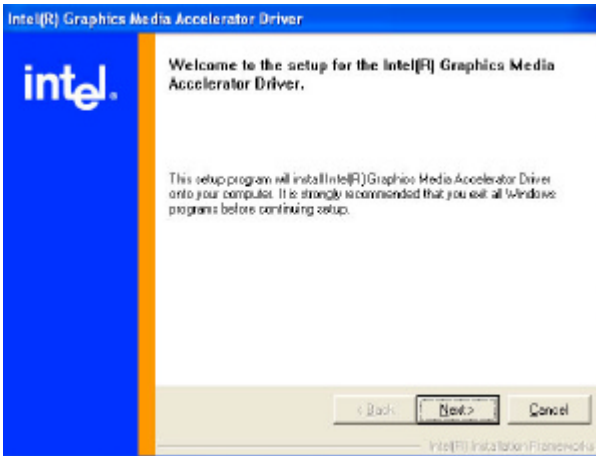 Intel(R) Graphics Media Accelerator Driver
intel.
Welcome to the setup for the Intel(R) Graphics Media
Accelerator Driver.
This setup program will install Intel(R) Graphics Media Accelerator Driver
onto your computer. It is strongly recommended that you exit all Windows
programs before continuing setup.
< Back
Next >
Cancel
Intel(R) Installation Frameworks